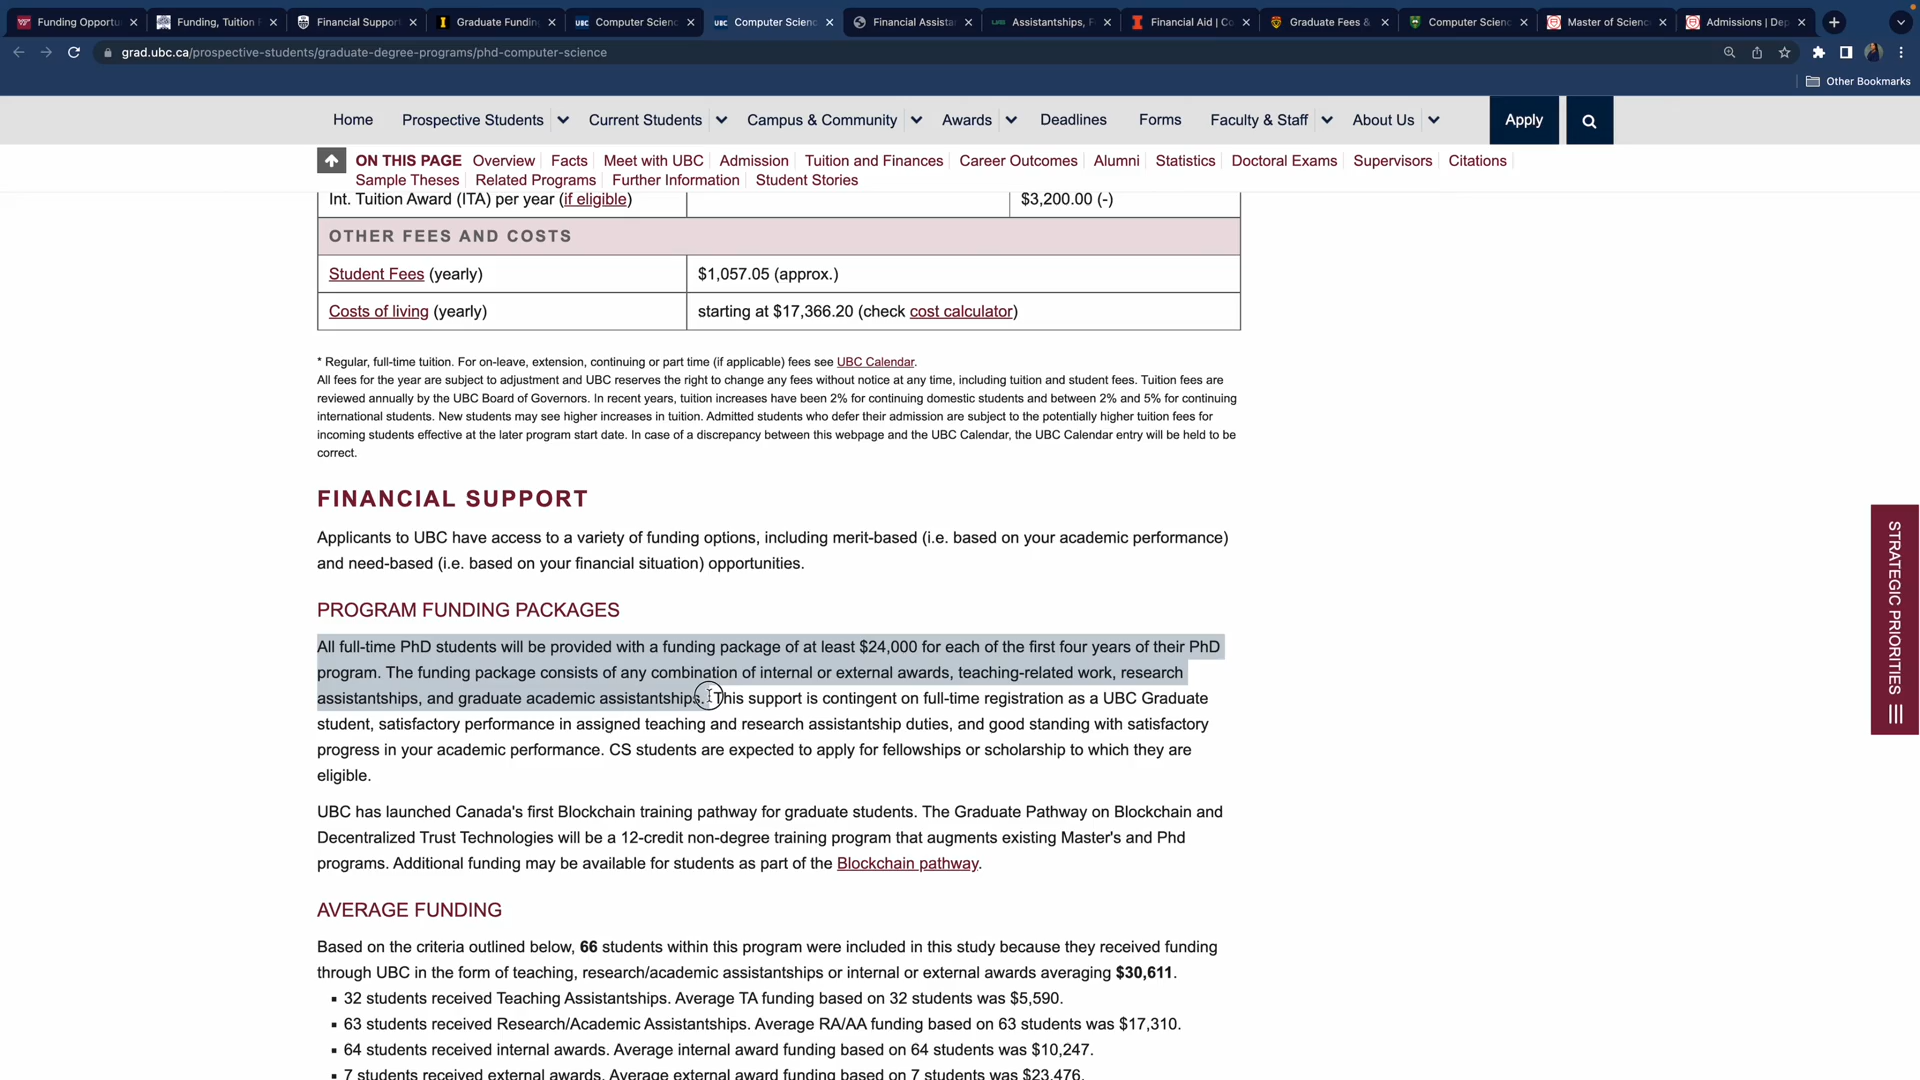 Funding Opportu
Funding, Tuition F
Financial Support
Graduate Funding
Computer Scienc
Computer Scienc
Financial Assistan
Assistantships, F
Financial Aid | Co
Graduate Fees &
Computer Scienc
Master of Science
Admissions | Dep
grad.ubc.ca/prospective-students/graduate-degree-programs/phd-computer-science
Other Bookmarks
Home Prospective Students Current Students Campus & Community Awards Deadlines Forms Faculty & Staff About Us Apply
ON THIS PAGE Overview Facts Meet with UBC Admission Tuition and Finances Career Outcomes Alumni Statistics Doctoral Exams Supervisors Citations
Sample Theses Related Programs Further Information Student Stories
Int. Tuition Award (ITA) per year (if eligible) $3,200.00 (-)
OTHER FEES AND COSTS
Student Fees (yearly) $1,057.05 (approx.)
Costs of living (yearly) starting at $17,366.20 (check cost calculator)
* Regular, full-time tuition. For on-leave, extension, continuing or part time (if applicable) fees see UBC Calendar.
All fees for the year are subject to adjustment and UBC reserves the right to change any fees without notice at any time, including tuition and student fees. Tuition fees are
reviewed annually by the UBC Board of Governors. In recent years, tuition increases have been 2% for continuing domestic students and between 2% and 5% for continuing
international students. New students may see higher increases in tuition. Admitted students who defer their admission are subject to the potentially higher tuition fees for
incoming students effective at the later program start date. In case of a discrepancy between this webpage and the UBC Calendar, the UBC Calendar entry will be held to be
correct.
FINANCIAL SUPPORT
Applicants to UBC have access to a variety of funding options, including merit-based (i.e. based on your academic performance)
and need-based (i.e. based on your financial situation) opportunities.
PROGRAM FUNDING PACKAGES
All full-time PhD students will be provided with a funding package of at least $24,000 for each of the first four years of their PhD
program. The funding package consists of any combination of internal or external awards, teaching-related work, research
assistantships, and graduate academic assistantships. This support is contingent on full-time registration as a UBC Graduate
student, satisfactory performance in assigned teaching and research assistantship duties, and good standing with satisfactory
progress in your academic performance. CS students are expected to apply for fellowships or scholarship to which they are
eligible.
UBC has launched Canada's first Blockchain training pathway for graduate students. The Graduate Pathway on Blockchain and
Decentralized Trust Technologies will be a 12-credit non-degree training program that augments existing Master's and Phd
programs. Additional funding may be available for students as part of the Blockchain pathway.
AVERAGE FUNDING
Based on the criteria outlined below, 66 students within this program were included in this study because they received funding
through UBC in the form of teaching, research/academic assistantships or internal or external awards averaging $30,611.
▪ 32 students received Teaching Assistantships. Average TA funding based on 32 students was $5,590.
▪ 63 students received Research/Academic Assistantships. Average RA/AA funding based on 63 students was $17,310.
▪ 64 students received internal awards. Average internal award funding based on 64 students was $10,247.
▪ 7 students received external awards. Average external award funding based on 7 students was $23,476.
STRATEGIC PRIORITIES